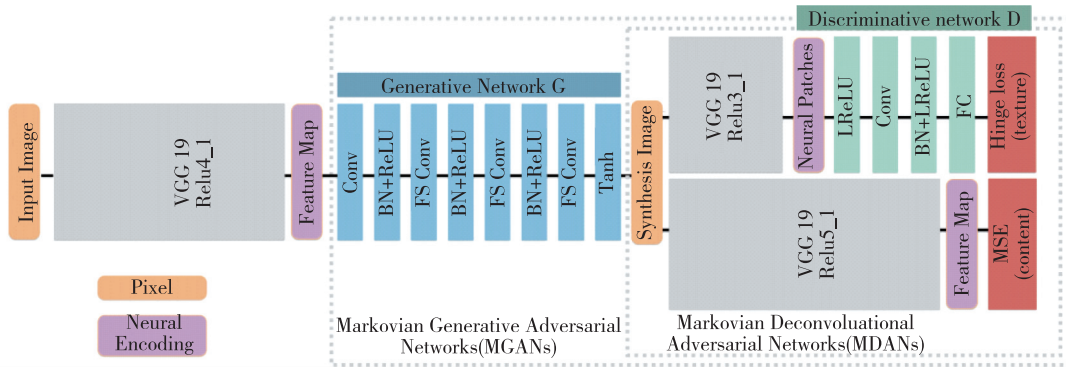 Discriminative network D
Generative Network G
Input Image
VGG 19
Relu4_1
Feature Map
Conv
BN+ReLU
FS Conv
BN+ReLU
FS Conv
BN+ReLU
FS Conv
Tanh
Synthesis Image
VGG 19
Relu3_1
Neural Patches
LReLU
Conv
BN+LReLU
FC
Hinge loss
(texture)
VGG 19
Relu5_1
Feature Map
MSE
(content)
Pixel
Neural
Encoding
Markovian Generative Adversarial
Networks(MGANs)
Markovian Deconvoluational
Adversarial Networks(MDANs)